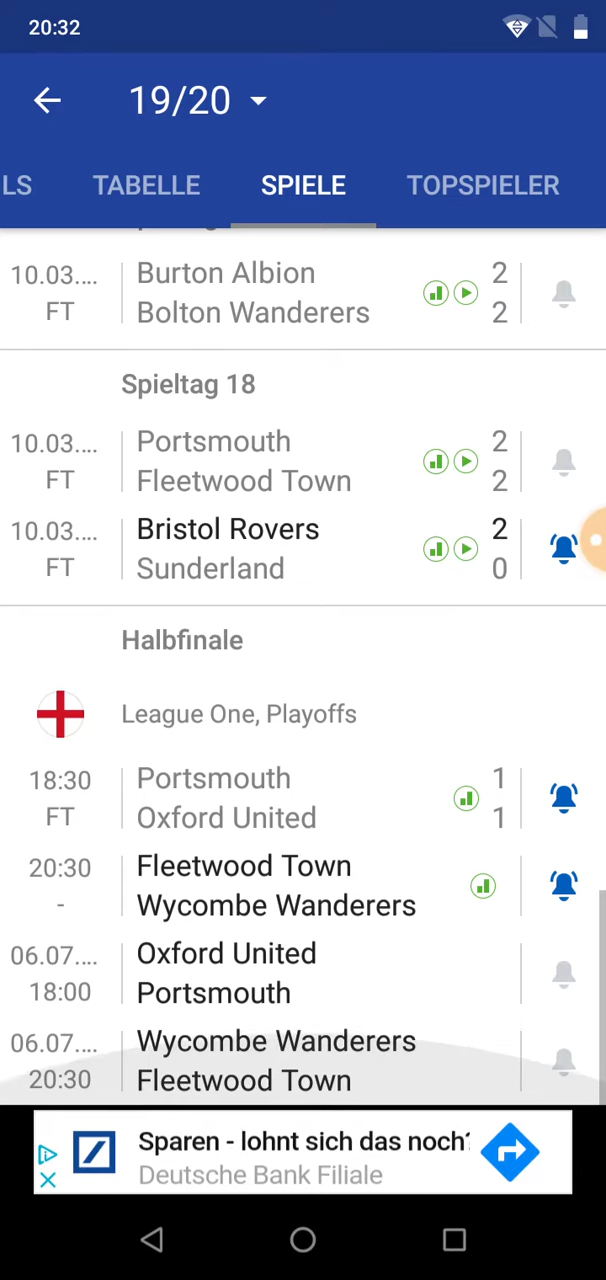 20:32
19/20
LS TABELLE SPIELE TOPSPIELER
10.03.... Burton Albion 2
FT Bolton Wanderers 2
Spieltag 18
10.03.... Portsmouth 2
FT Fleetwood Town 2
10.03.... Bristol Rovers 2
FT Sunderland 0
Halbfinale
League One, Playoffs
18:30 Portsmouth 1
FT Oxford United 1
20:30 Fleetwood Town
- Wycombe Wanderers
06.07.... Oxford United
18:00 Portsmouth
06.07.... Wycombe Wanderers
20:30 Fleetwood Town
Sparen - lohnt sich das noch?
Deutsche Bank Filiale